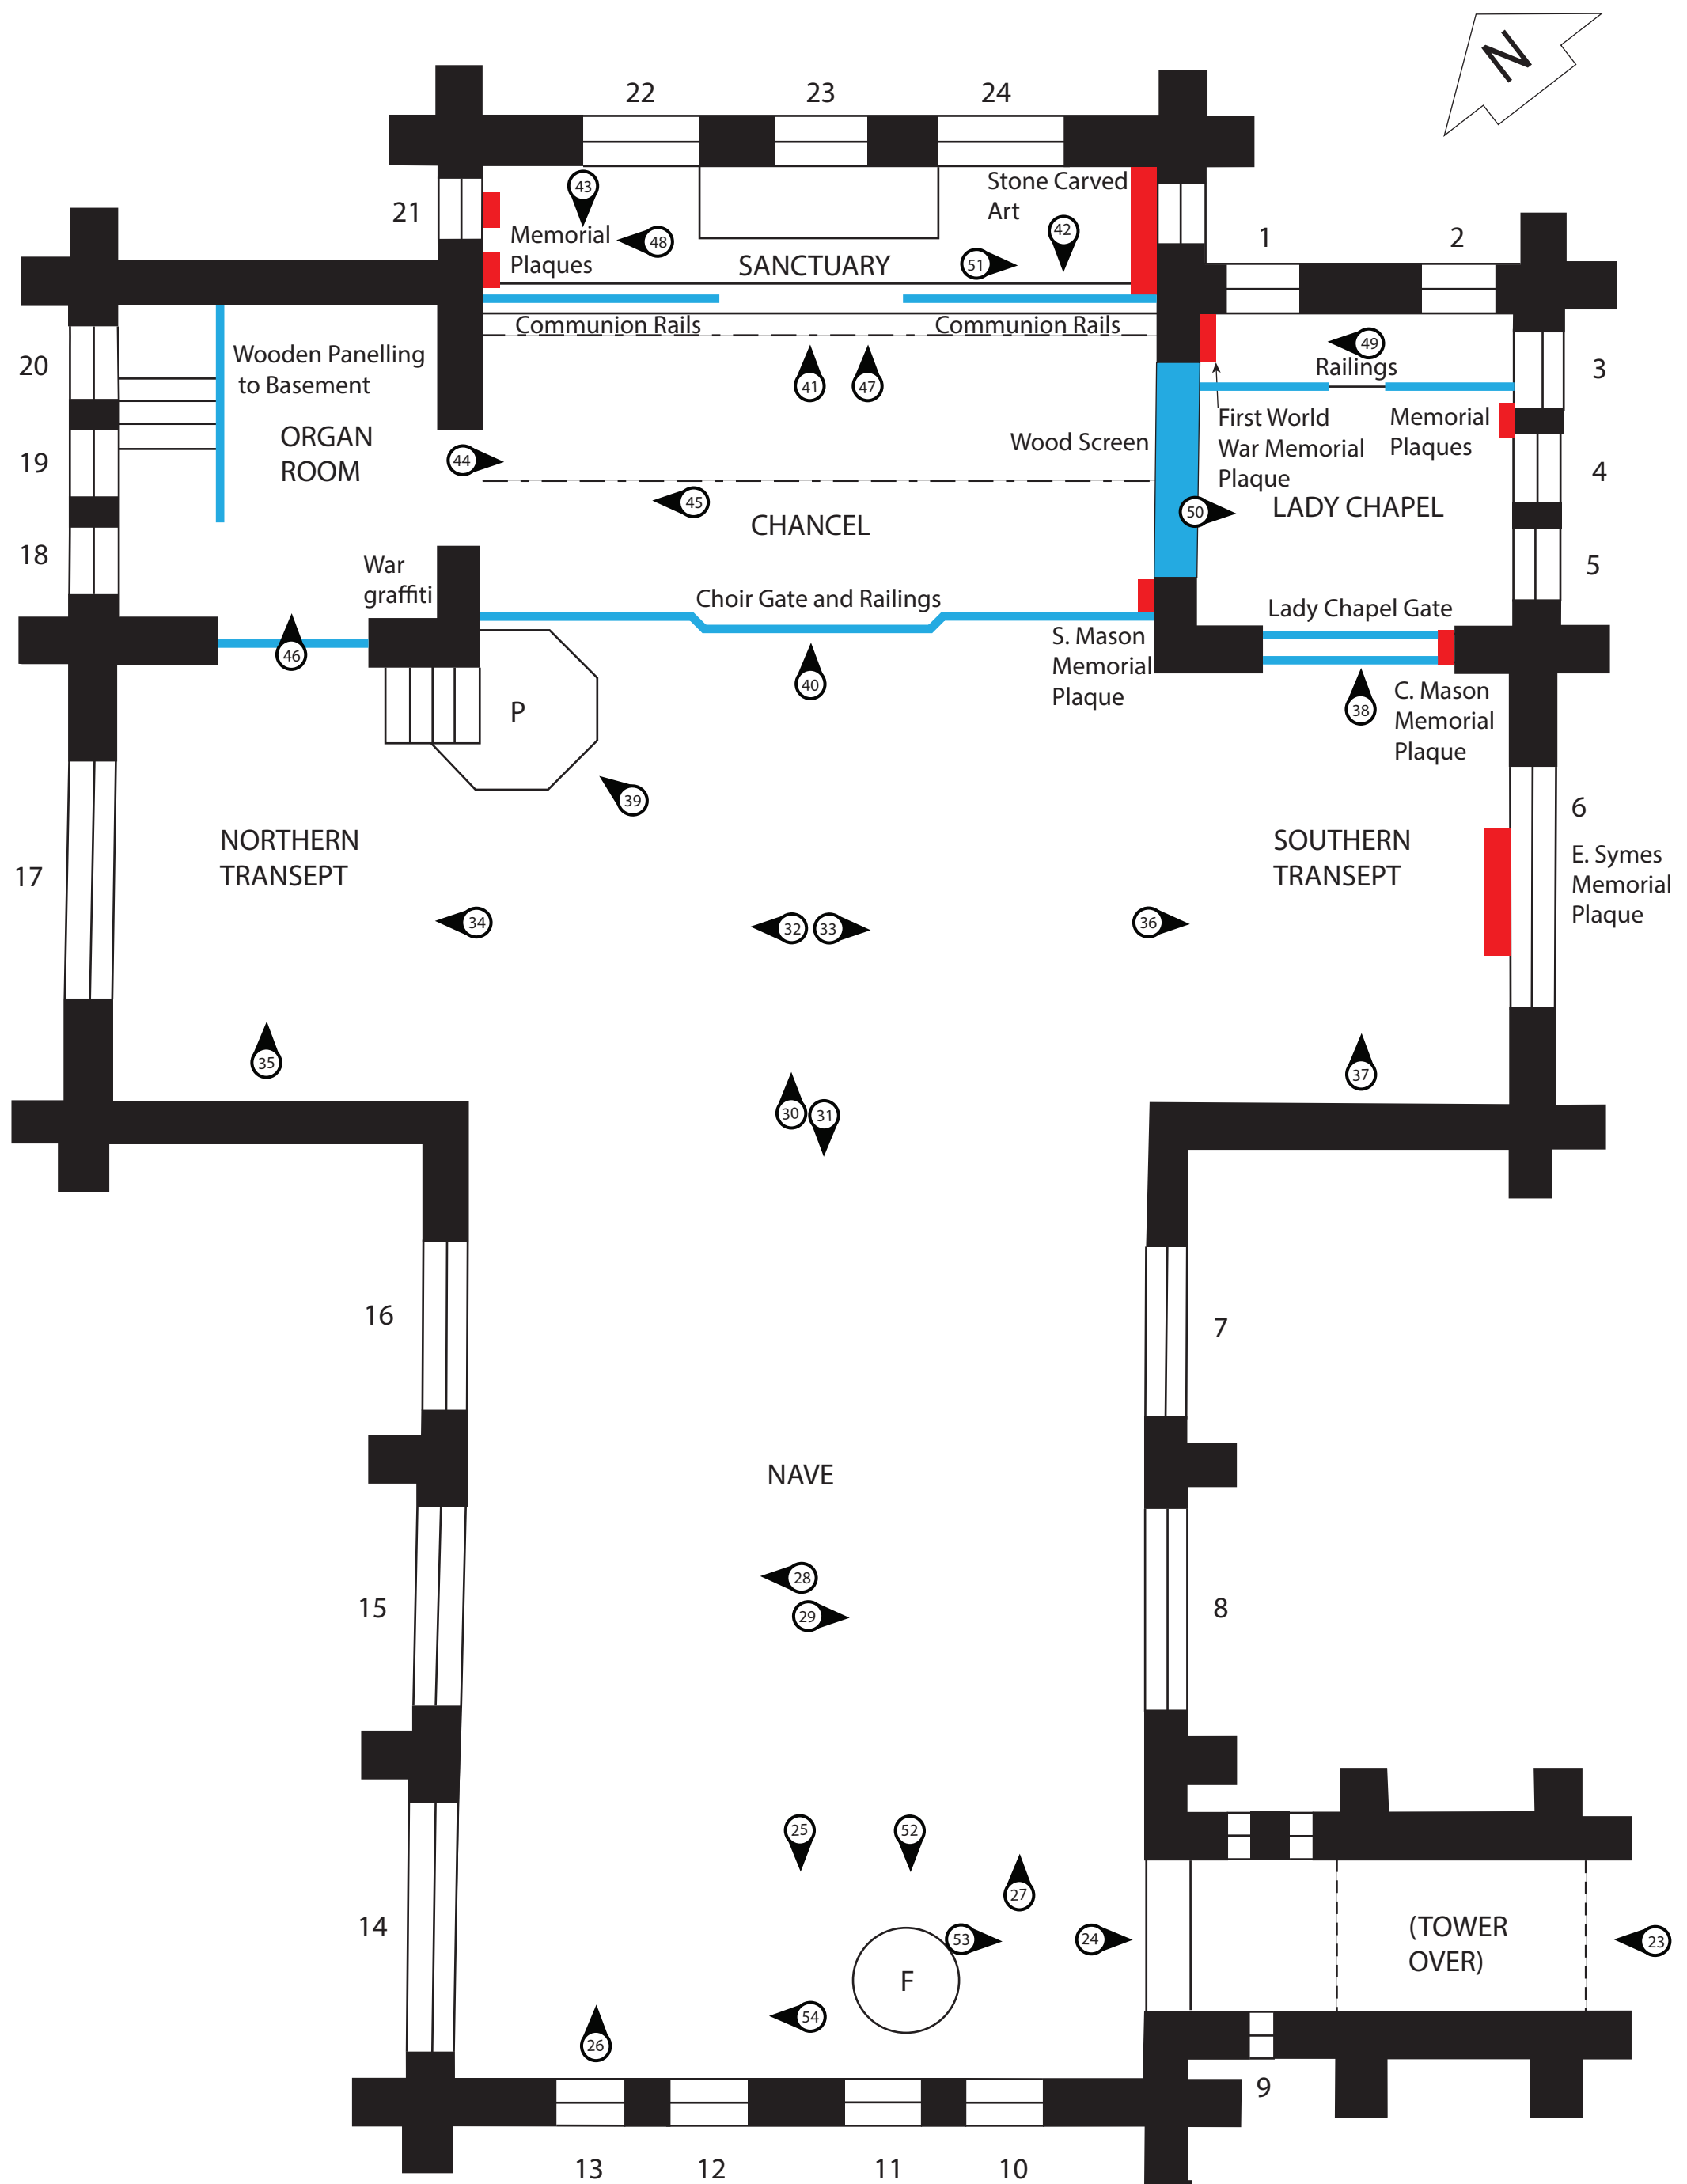 N
22
23
24
43
Stone Carved
Art
21
42
Memorial
Plaques
48
SANCTUARY
51
1
2
Communion Rails
Communion Rails
49
Railings
20
Wooden Panelling
to Basement
3
41
47
First World
War Memorial
Plaque
Memorial
Plaques
ORGAN
ROOM
Wood Screen
19
44
4
45
50
LADY CHAPEL
CHANCEL
18
War
graffiti
5
Choir Gate and Railings
Lady Chapel Gate
46
S. Mason
Memorial
Plaque
40
C. Mason
Memorial
Plaque
38
P
39
6
NORTHERN
TRANSEPT
SOUTHERN
TRANSEPT
17
E. Symes
Memorial
Plaque
34
32
33
36
35
37
30
31
16
7
NAVE
28
29
15
8
25
52
27
14
53
24
(TOWER
OVER)
23
F
54
26
9
13
12
11
10